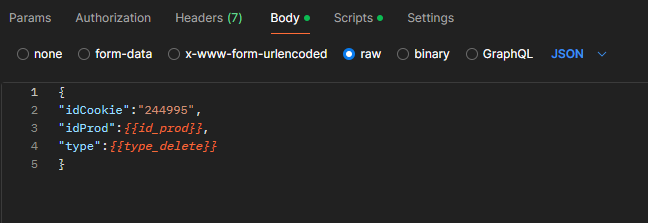 Params Authorization Headers (7) Body Scripts Settings
none form-data x-www-form-urlencoded raw binary GraphQL JSON
1 {
2 "idCookie":"244995",
3 "idProd":{{id_prod}},
4 "type":{{type_delete}}
5 }